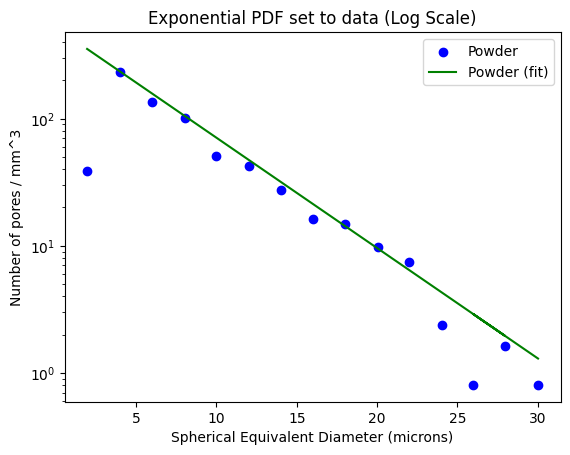 Exponential PDF set to data (Log Scale)
Powder
Powder (fit)
Number of pores / mm^3
10^2
10^1
10^0
5
10
15
20
25
30
Spherical Equivalent Diameter (microns)